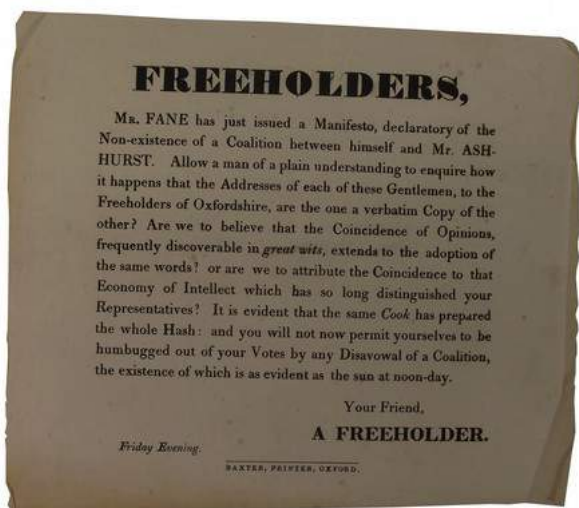 FREEHOLDERS,
Mr. FANE has just issued a Manifesto, declaratory of the
Non-existence of a Coalition between himself and Mr. ASH-
HURST. Allow a man of a plain understanding to enquire how
it happens that the Addresses of each of these Gentlemen, to the
Freeholders of Oxfordshire, are the one a verbatim Copy of the
other? Are we to believe that the Coincidence of Opinions,
frequently discoverable in great wits, extends to the adoption of
the same words? or are we to attribute the Coincidence to that
Economy of Intellect which has so long distinguished your
Representatives? It is evident that the same Cook has prepared
the whole Hash: and you will not now permit yourselves to be
humbugged out of your Votes by any Disavowal of a Coalition,
the existence of which is as evident as the sun at noon-day.
Your Friend,
A FREEHOLDER.
Friday Evening.
BAXTER, PRINTER, OXFORD.